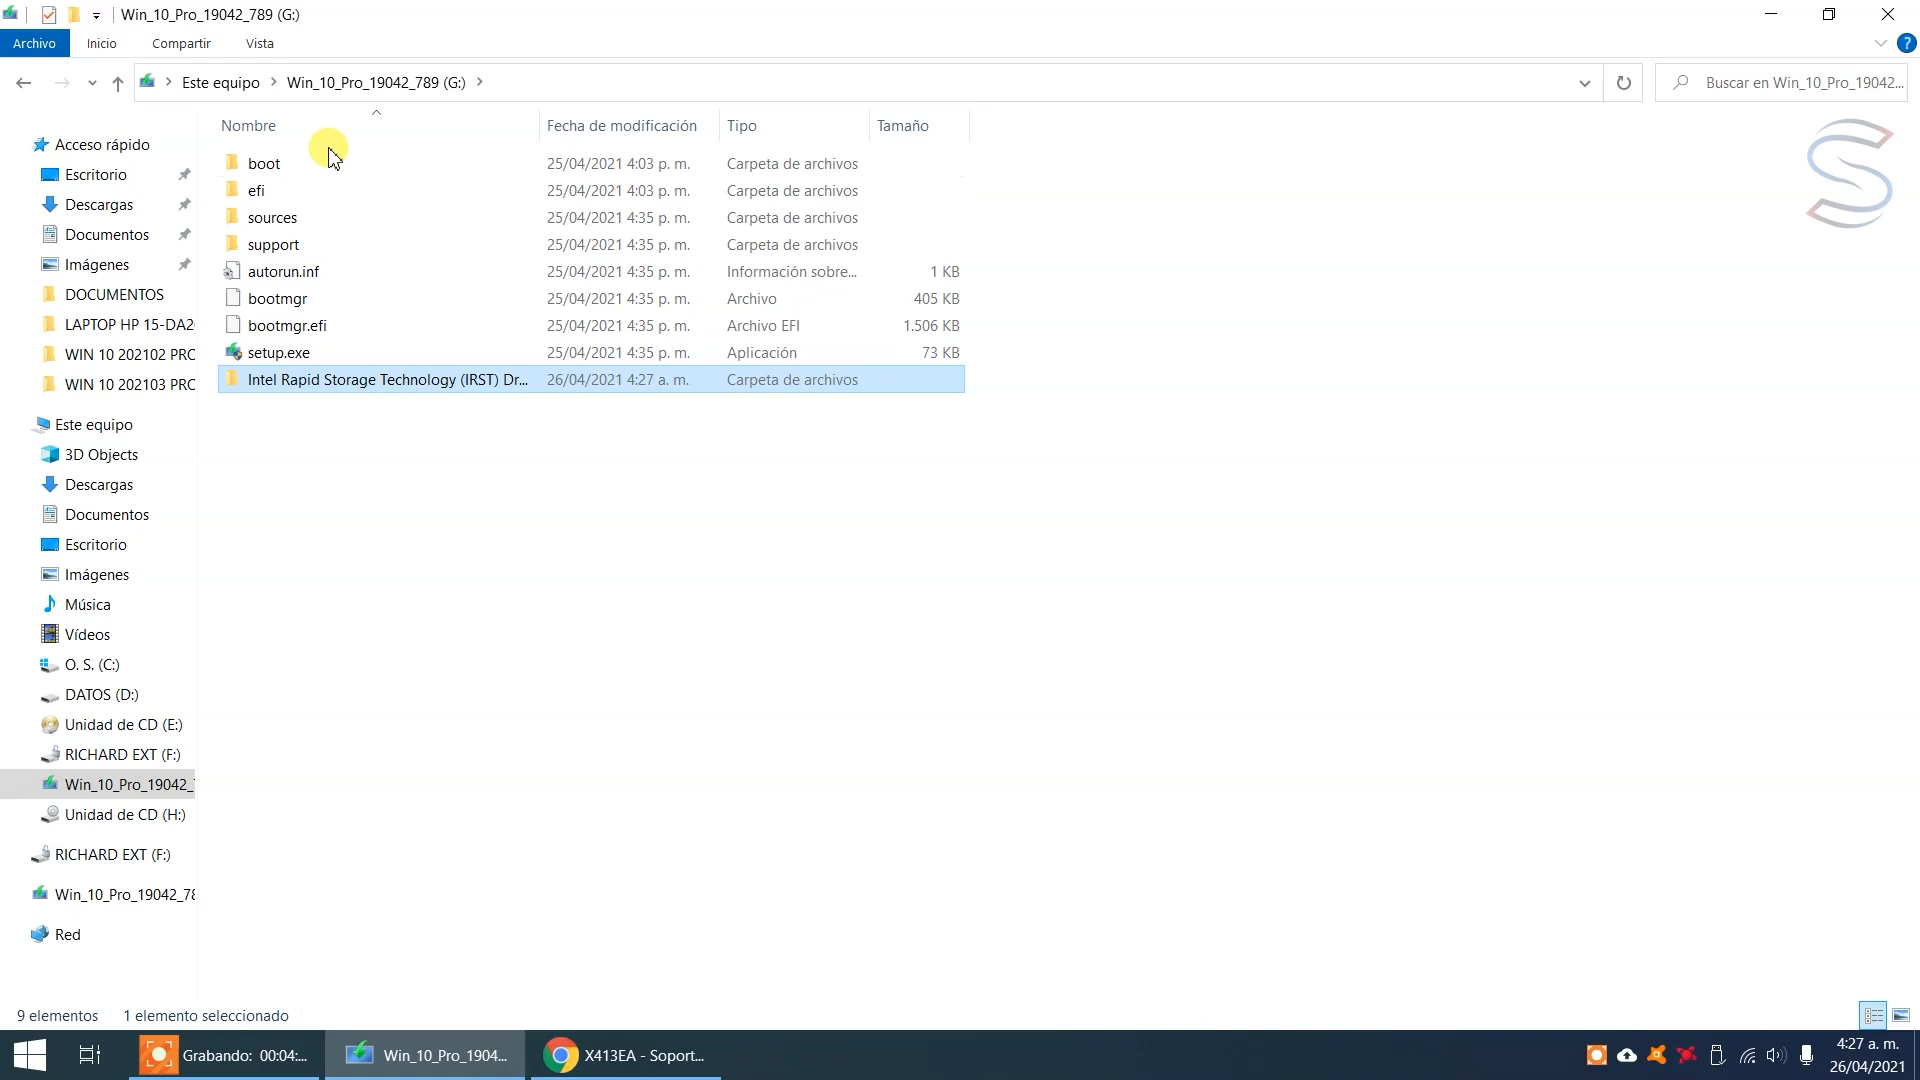 Win_10_Pro_19042_789 (G:)
Archivo Inicio Compartir Vista
?
Este equipo Win_10_Pro_19042_789 (G:) Buscar en Win_10_Pro_19042...
Nombre Fecha de modificación Tipo Tamaño
boot 25/04/2021 4:03 p. m. Carpeta de archivos
efi 25/04/2021 4:03 p. m. Carpeta de archivos
sources 25/04/2021 4:35 p. m. Carpeta de archivos
support 25/04/2021 4:35 p. m. Carpeta de archivos
autorun.inf 25/04/2021 4:35 p. m. Información sobre... 1 KB
bootmgr 25/04/2021 4:35 p. m. Archivo 405 KB
bootmgr.efi 25/04/2021 4:35 p. m. Archivo EFI 1.506 KB
setup.exe 25/04/2021 4:35 p. m. Aplicación 73 KB
Intel Rapid Storage Technology (IRST) Dr... 26/04/2021 4:27 a. m. Carpeta de archivos
Acceso rápido
Escritorio
Descargas
Documentos
Imágenes
DOCUMENTOS
LAPTOP HP 15-DA2
WIN 10 202102 PRO
WIN 10 202103 PRO
Este equipo
3D Objects
Descargas
Documentos
Escritorio
Imágenes
Música
Vídeos
O. S. (C:)
DATOS (D:)
Unidad de CD (E:)
RICHARD EXT (F:)
Win_10_Pro_19042_
Unidad de CD (H:)
RICHARD EXT (F:)
Win_10_Pro_19042_78
Red
9 elementos 1 elemento seleccionado
Grabando: 00:04:... Win_10_Pro_1904... X413EA - Soport...
4:27 a. m.
26/04/2021